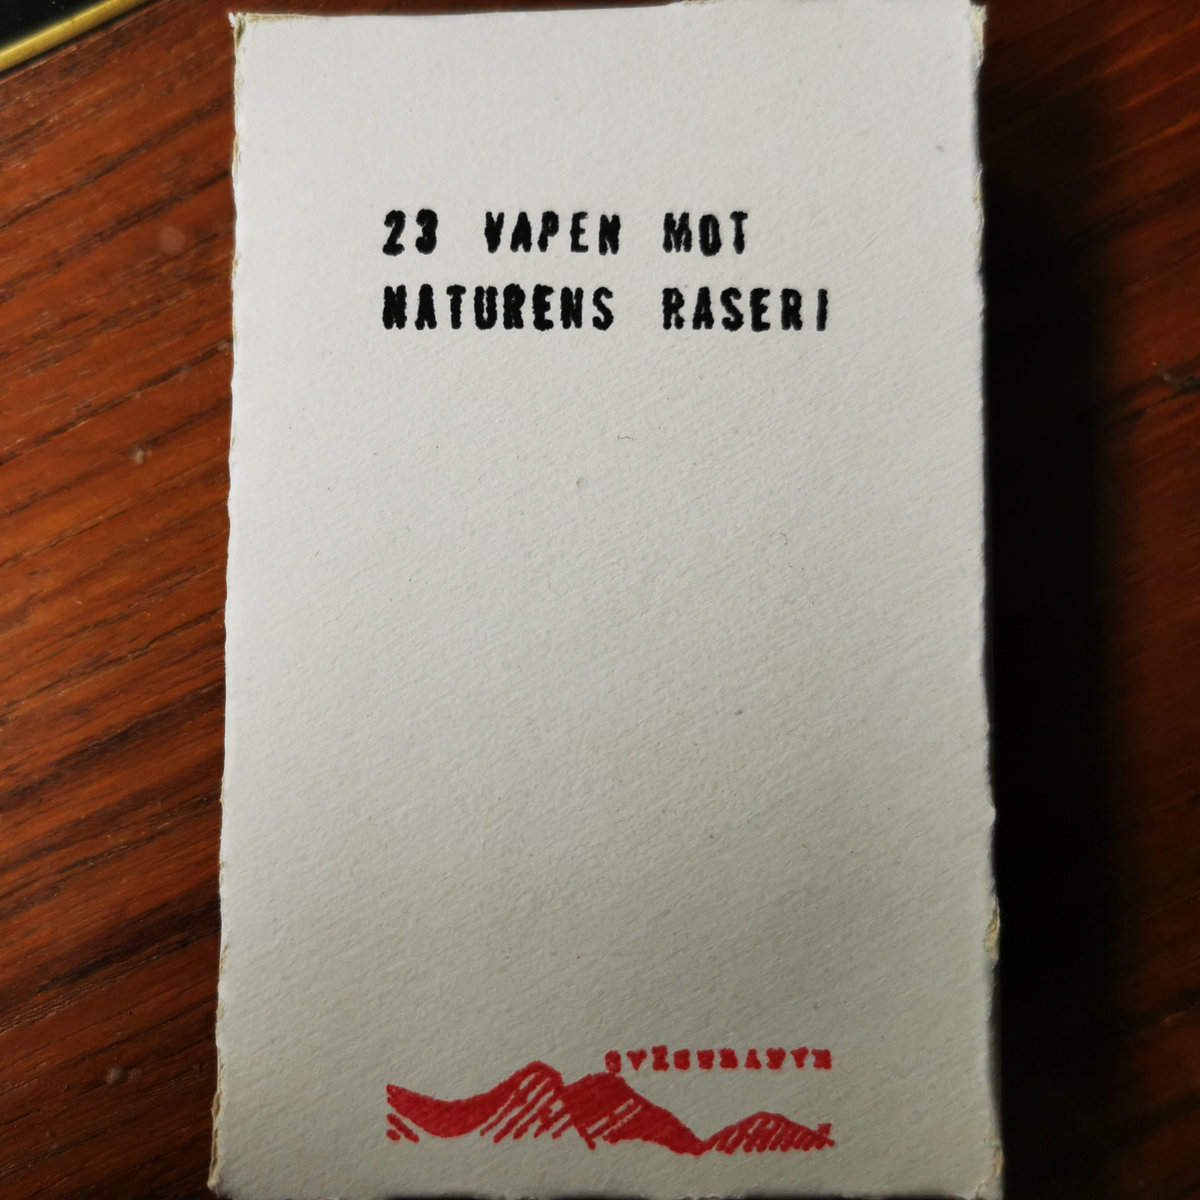 23 VAPEN MOT
NATURENS RASERI